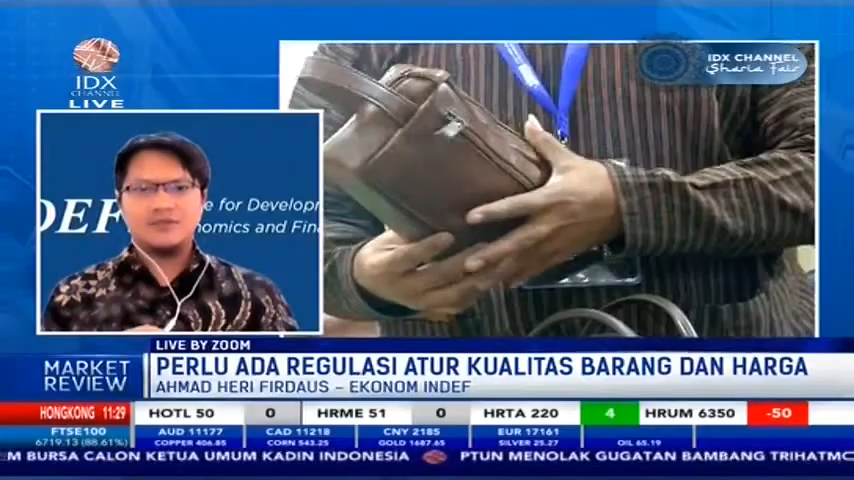 IDX
CHANNEL
LIVE
IDX CHANNEL
Sharia Fair
DEF
e for Developm
nomics and Fin
LIVE BY ZOOM
MARKET
REVIEW
PERLU ADA REGULASI ATUR KUALITAS BARANG DAN HARGA
AHMAD HERI FIRDAUS – EKONOM INDEF
HONGKONG 11:29
HOTL 50 0 HRME 51 0 HRTA 220 4 HRUM 6350 -50
FTSE100
6719.13 (88.61%)
AUD 11177 CAD 11218 CNY 2185 EUR 17161
COPPER 406.85 CORN 543.25 GOLD 1687.65 SILVER 25.27 OIL 65.19
M BURSA CALON KETUA UMUM KADIN INDONESIA PTUN MENOLAK GUGATAN BAMBANG TRIHATMO